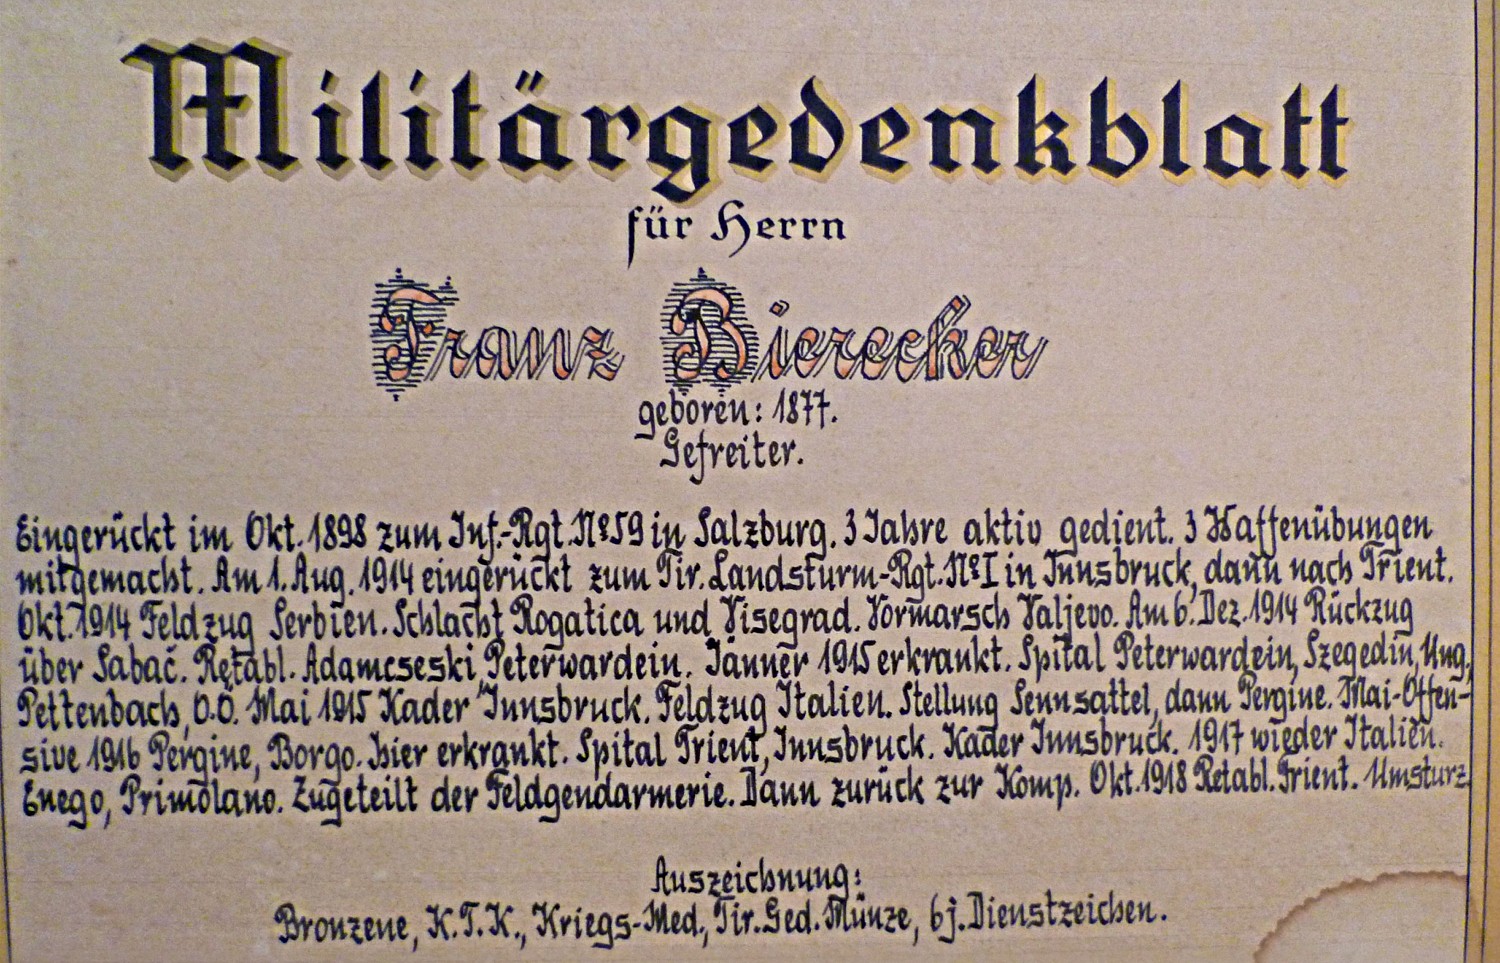 Militärgedenkblatt
für Herrn
Franz Bierecker
geboren: 1877.
Gefreiter.
Eingerückt im Okt. 1898 zum Inf.-Rgt. № 59 in Salzburg. 3 Jahre aktiv gedient. 3 Waffenübungen
mitgemacht. Am 1. Aug. 1914 eingerückt zum Tir. Landsturm-Rgt. № I in Innsbruck, dann nach Trient.
Okt. 1914 Feldzug Serbien. Schlacht Rogatica und Visegrad. Vormarsch Valjevo. Am 6. Dez. 1914 Rückzug
über Sabač. Retabl. Adamcseski, Peterwardein. Jänner 1915 erkrankt. Spital Peterwardein, Szegedin, Ung.,
Pettenbach, O.Ö. Mai 1915 Kader Innsbruck. Feldzug Italien. Stellung Sennsattel, dann Pergine. Mai-Offen-
sive 1916 Pergine, Borgo. hier erkrankt. Spital Trient, Innsbruck. Kader Innsbruck. 1917 wieder Italien.
Enego, Primolano. Zugeteilt der Feldgendarmerie. Dann zurück zur Komp. Okt. 1918 Retabl. Trient. Umsturz.
Auszeichnung:
Bronzene, K.T.K., Kriegs-Med., Tir. Ged. Münze, 6j. Dienstzeichen.